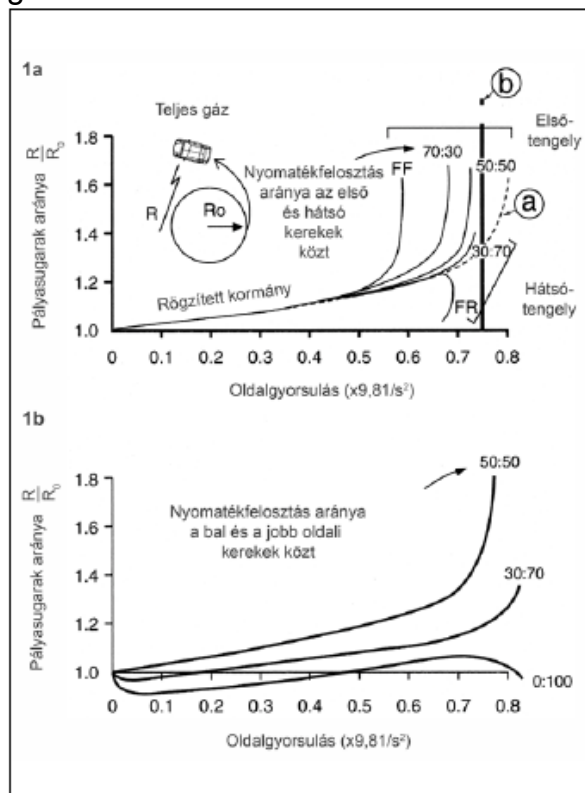 g
1a
Teljes gáz
b
Első-
tengely
Pályasugarak aránya R/R₀
1.8
1.6
1.4
1.2
1.0
R
Ro
Nyomatékfelosztás
aránya az első
és hátsó
kerekek
közt
FF
70:30
50:50
a
30:70
FR
Hátsó-
tengely
Rögzített kormány
0 0.1 0.2 0.3 0.4 0.5 0.6 0.7 0.8
Oldalgyorsulás (x9,81/s²)
1b
Pályasugarak aránya R/R₀
1.8
1.6
1.4
1.2
1.0
Nyomatékfelosztás aránya
a bal és a jobb oldali
kerekek közt
50:50
30:70
0:100
0 0.1 0.2 0.3 0.4 0.5 0.6 0.7 0.8
Oldalgyorsulás (x9,81/s²)